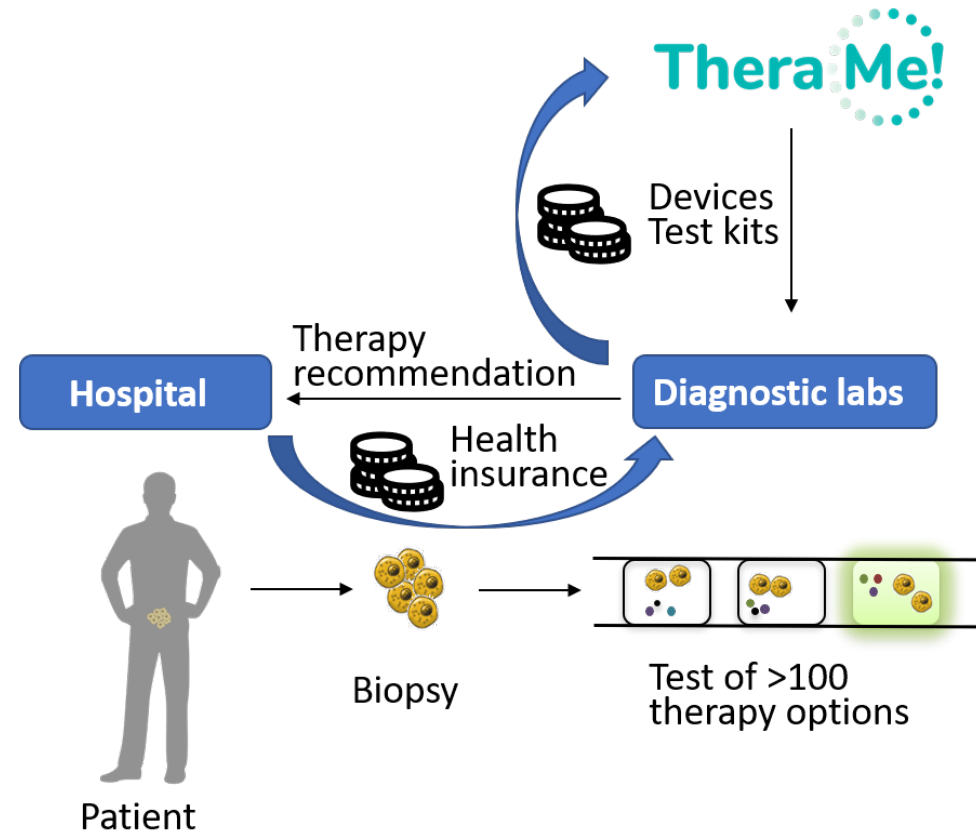 Thera Me!
Devices
Test kits
Therapy
recommendation
Hospital
Diagnostic labs
Health
insurance
Biopsy
Test of >100
therapy options
Patient